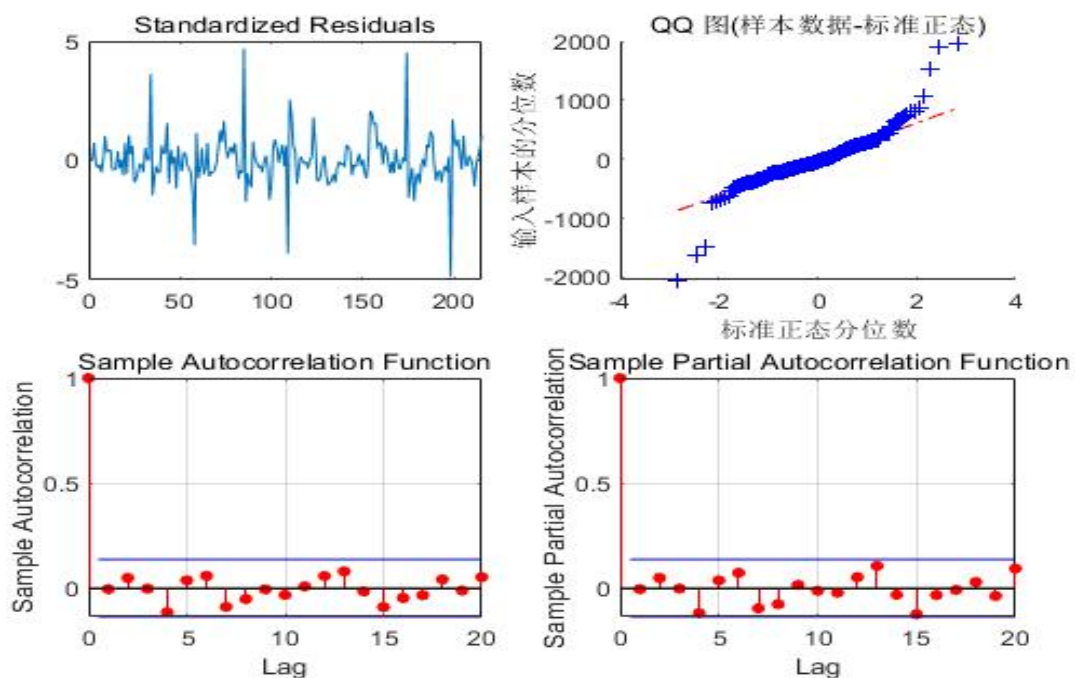 Standardized Residuals
5
0
-5
0 50 100 150 200
QQ 图(样本数据-标准正态)
输入样本的分位数
2000
1000
0
-1000
-2000
-4 -2 0 2 4
标准正态分位数
Sample Autocorrelation Function
Sample Autocorrelation
1
0.5
0
0 5 10 15 20
Lag
Sample Partial Autocorrelation Function
Sample Partial Autocorrelation
1
0.5
0
0 5 10 15 20
Lag